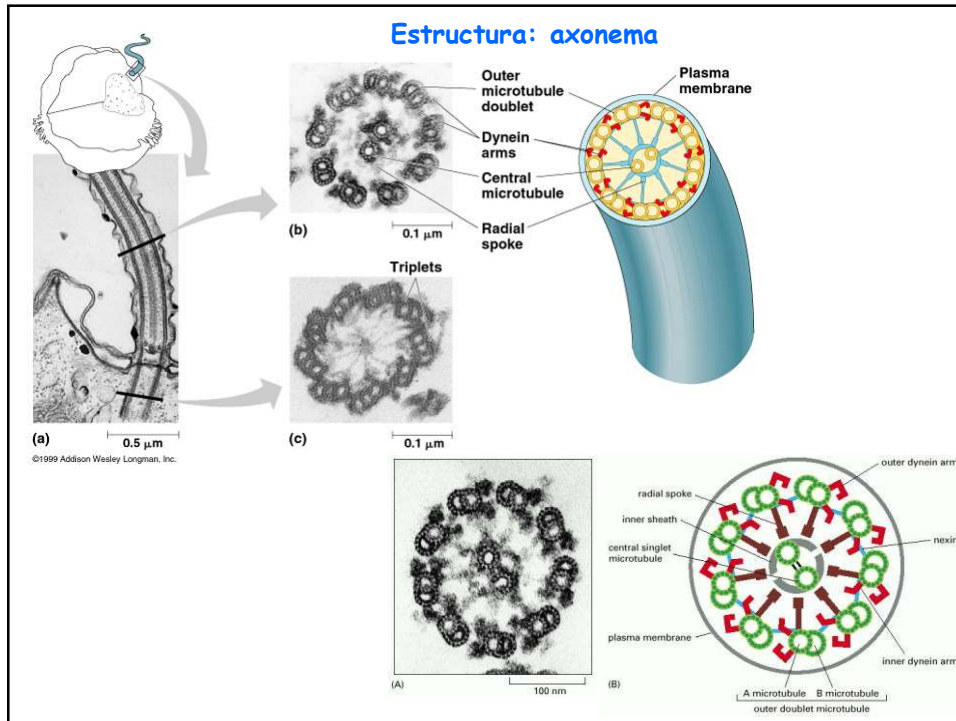 Estructura: axonema
Outer
microtubule
doublet
Plasma
membrane
Dynein
arms
Central
microtubule
Radial
spoke
(b)
0.1 μm
Triplets
(a)
0.5 μm
(c)
0.1 μm
©1999 Addison Wesley Longman, Inc.
outer dynein arm
radial spoke
inner sheath
central singlet
microtubule
nexin
plasma membrane
inner dynein arm
(A)
100 nm
(B)
A microtubule B microtubule
outer doublet microtubule